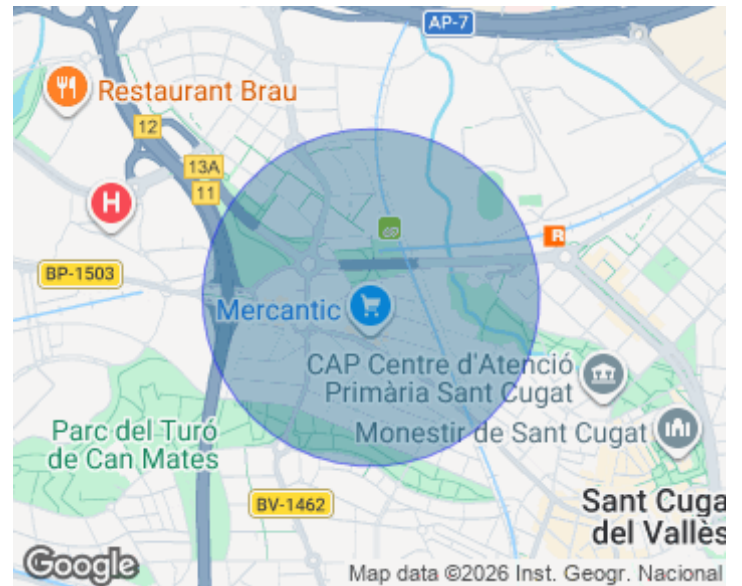 AP-7
Restaurant Brau
12
13A
11
H
R
BP-1503
Mercantic
CAP Centre d'Atenció
Primària Sant Cugat
Parc del Turó
de Can Mates
Monestir de Sant Cugat
BV-1462
Sant Cuga
del Vallès
Google
Map data ©2026 Inst. Geogr. Nacional